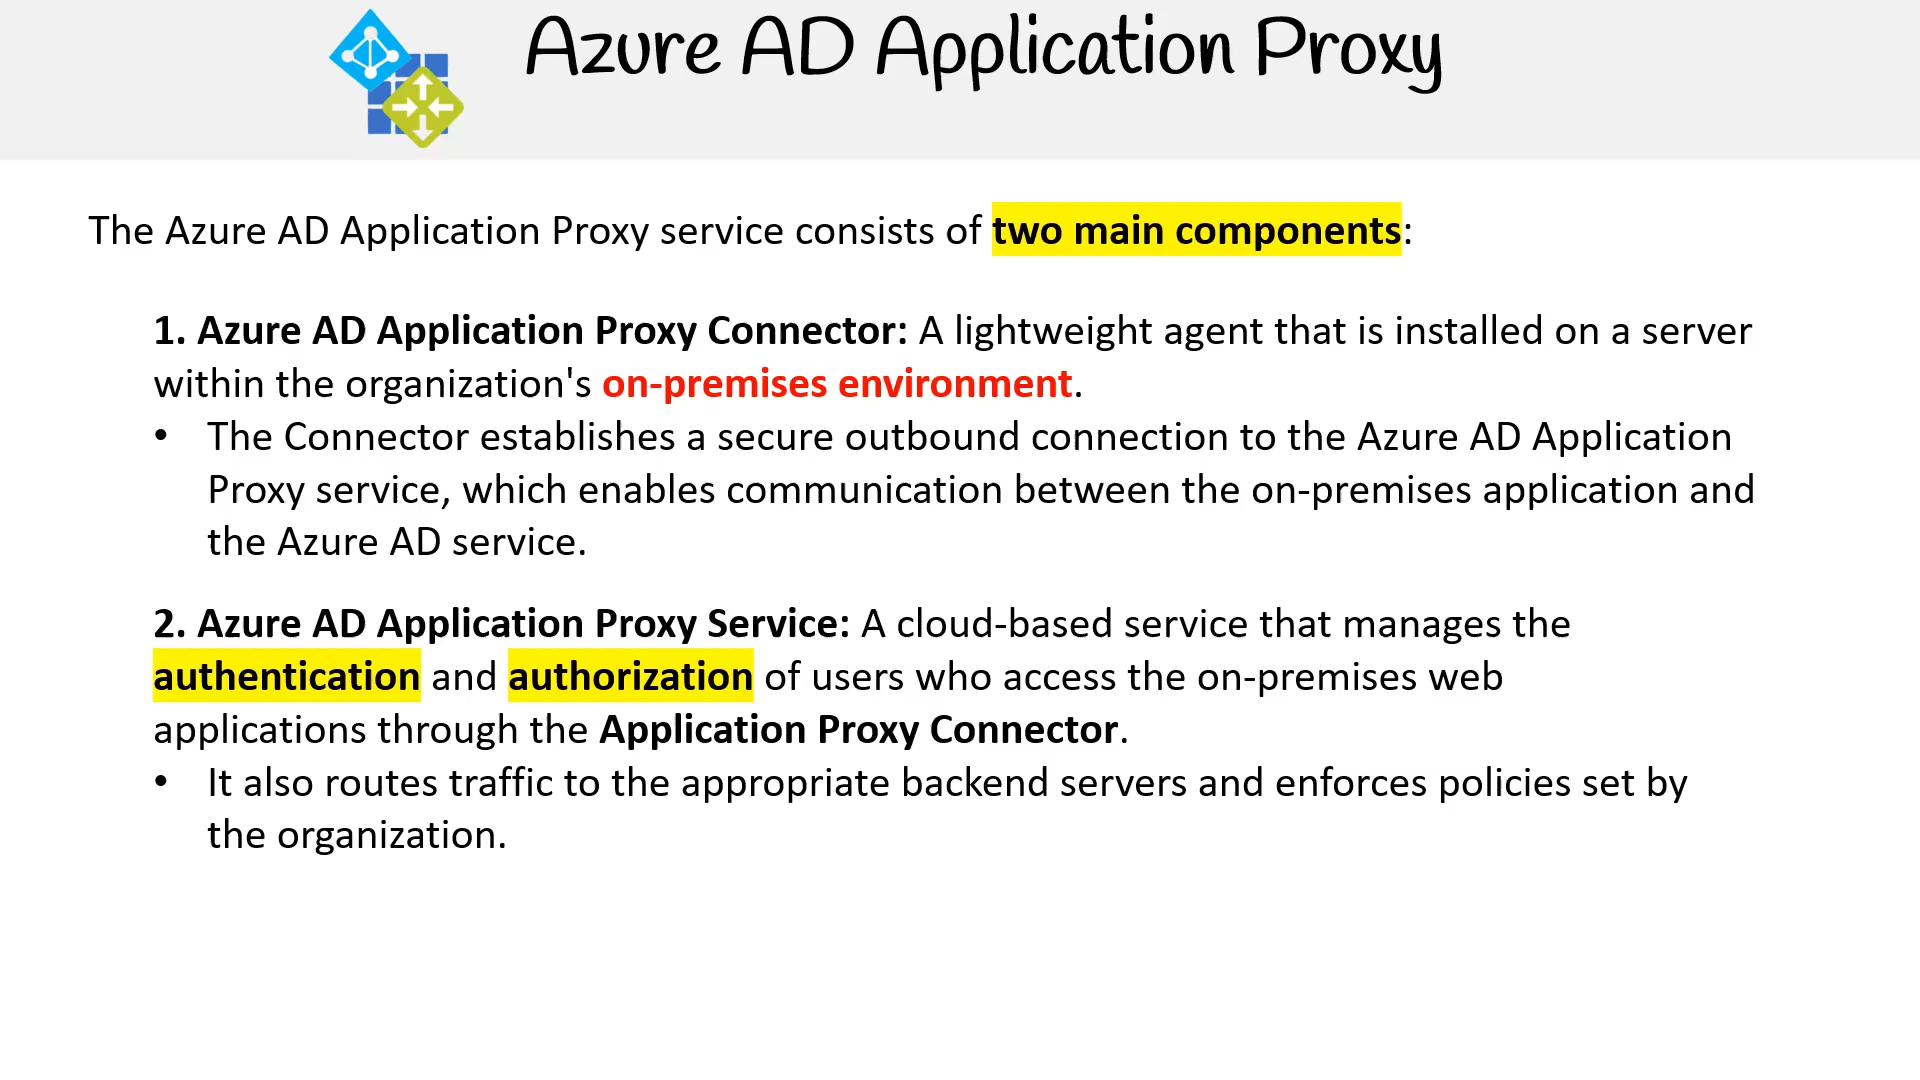 Azure AD Application Proxy
The Azure AD Application Proxy service consists of two main components:
1. Azure AD Application Proxy Connector: A lightweight agent that is installed on a server
within the organization's on-premises environment.
• The Connector establishes a secure outbound connection to the Azure AD Application
Proxy service, which enables communication between the on-premises application and
the Azure AD service.
2. Azure AD Application Proxy Service: A cloud-based service that manages the
authentication and authorization of users who access the on-premises web
applications through the Application Proxy Connector.
• It also routes traffic to the appropriate backend servers and enforces policies set by
the organization.